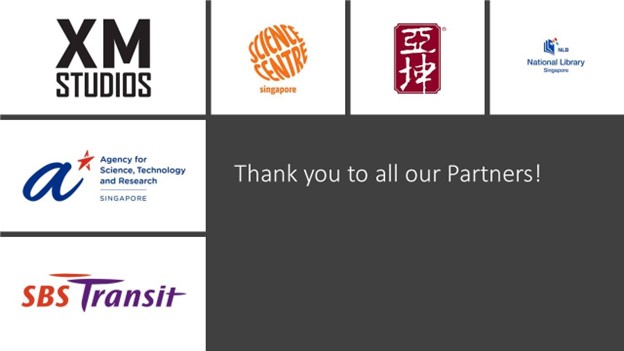 XM
STUDIOS
SCIENCE
CENTRE
singapore
亞
坤
NLB
National Library
Singapore
a
Agency for
Science, Technology
and Research
SINGAPORE
Thank you to all our Partners!
SBS Transit